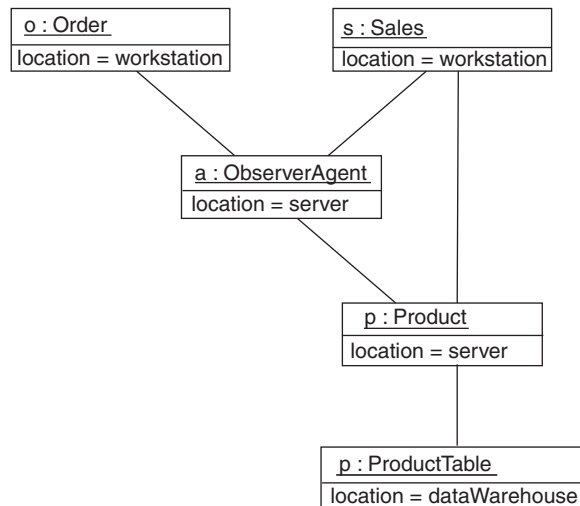 o : Order
location = workstation
s : Sales
location = workstation
a : ObserverAgent
location = server
p : Product
location = server
p : ProductTable
location = dataWarehouse